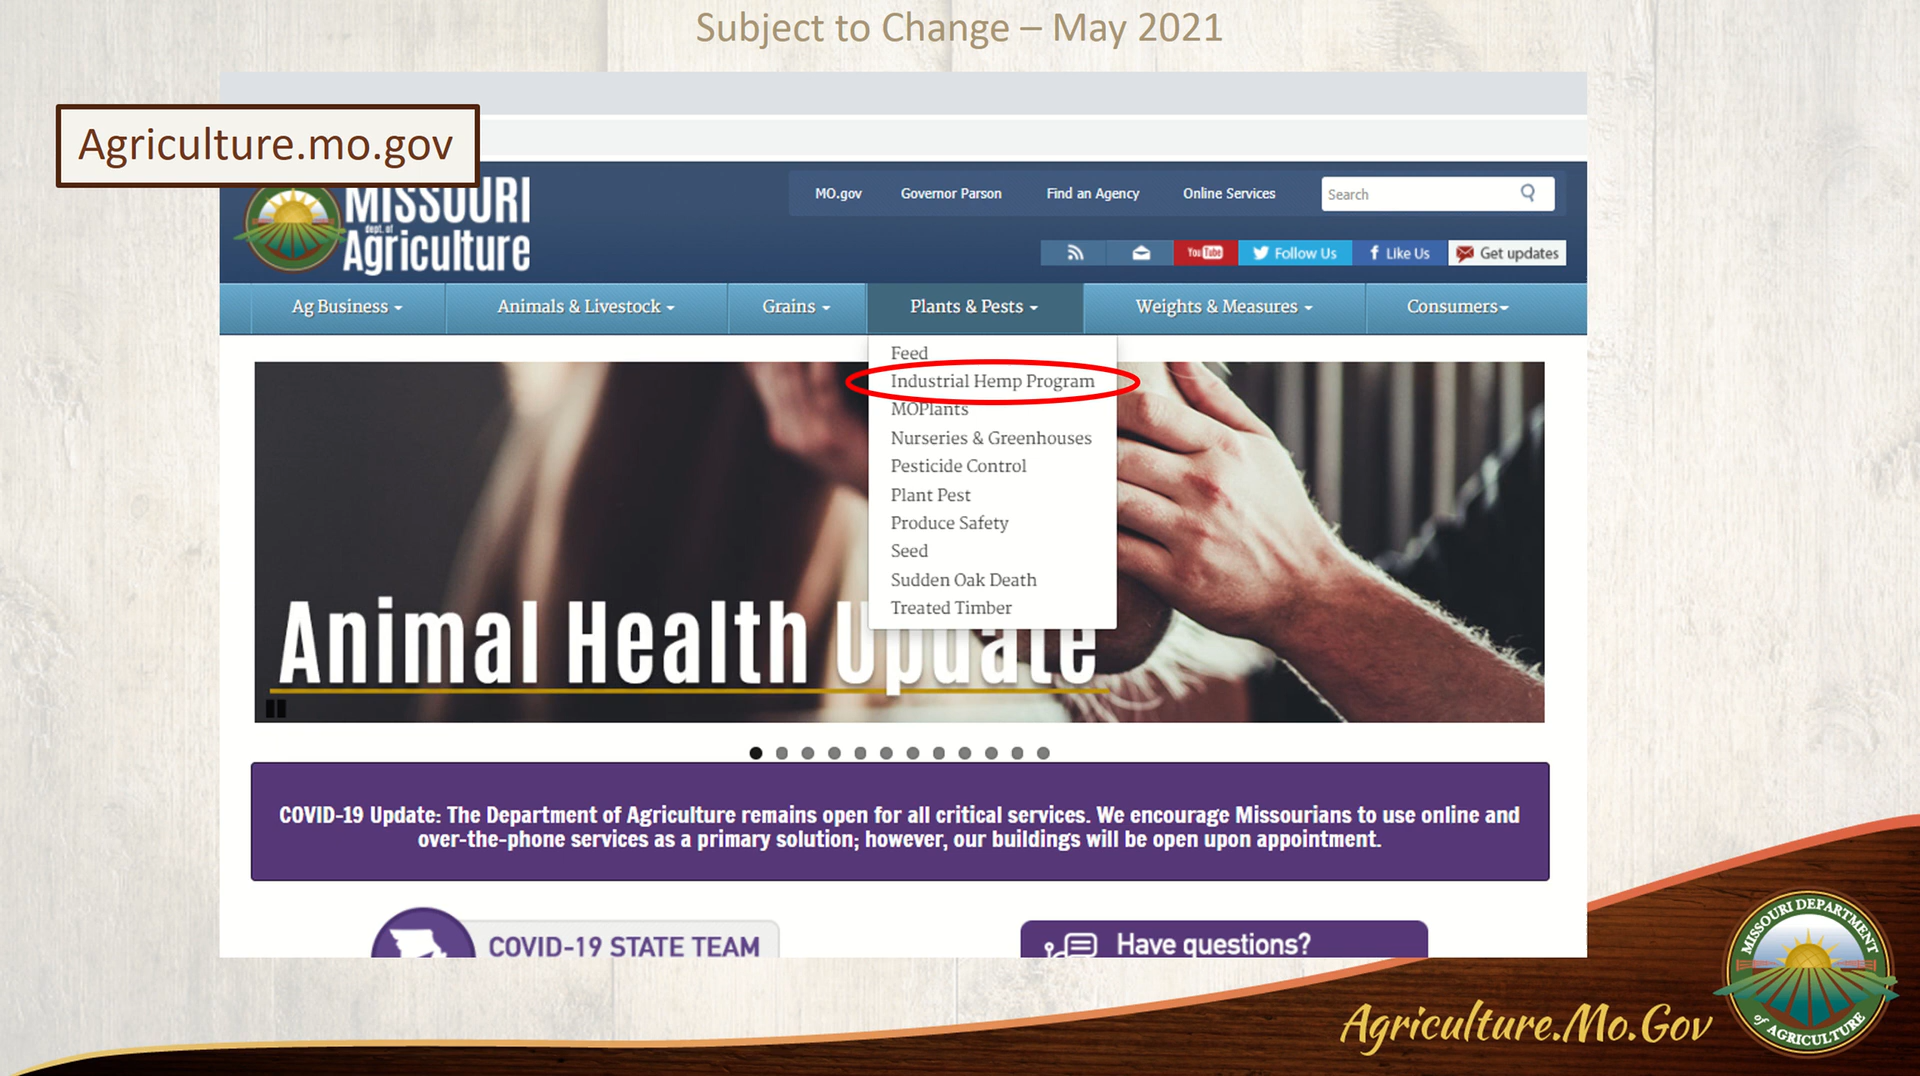 Subject to Change – May 2021
Agriculture.mo.gov
MISSOURI
dept. of
Agriculture
MO.gov Governor Parson Find an Agency Online Services Search
YouTube Follow Us Like Us Get updates
Ag Business Animals & Livestock Grains Plants & Pests Weights & Measures Consumers
Feed
Industrial Hemp Program
MOPlants
Nurseries & Greenhouses
Pesticide Control
Plant Pest
Produce Safety
Seed
Sudden Oak Death
Treated Timber
Animal Health Update
COVID-19 Update: The Department of Agriculture remains open for all critical services. We encourage Missourians to use online and
over-the-phone services as a primary solution; however, our buildings will be open upon appointment.
COVID-19 STATE TEAM
Have questions?
Agriculture.Mo.Gov
MISSOURI DEPARTMENT
of AGRICULTURE